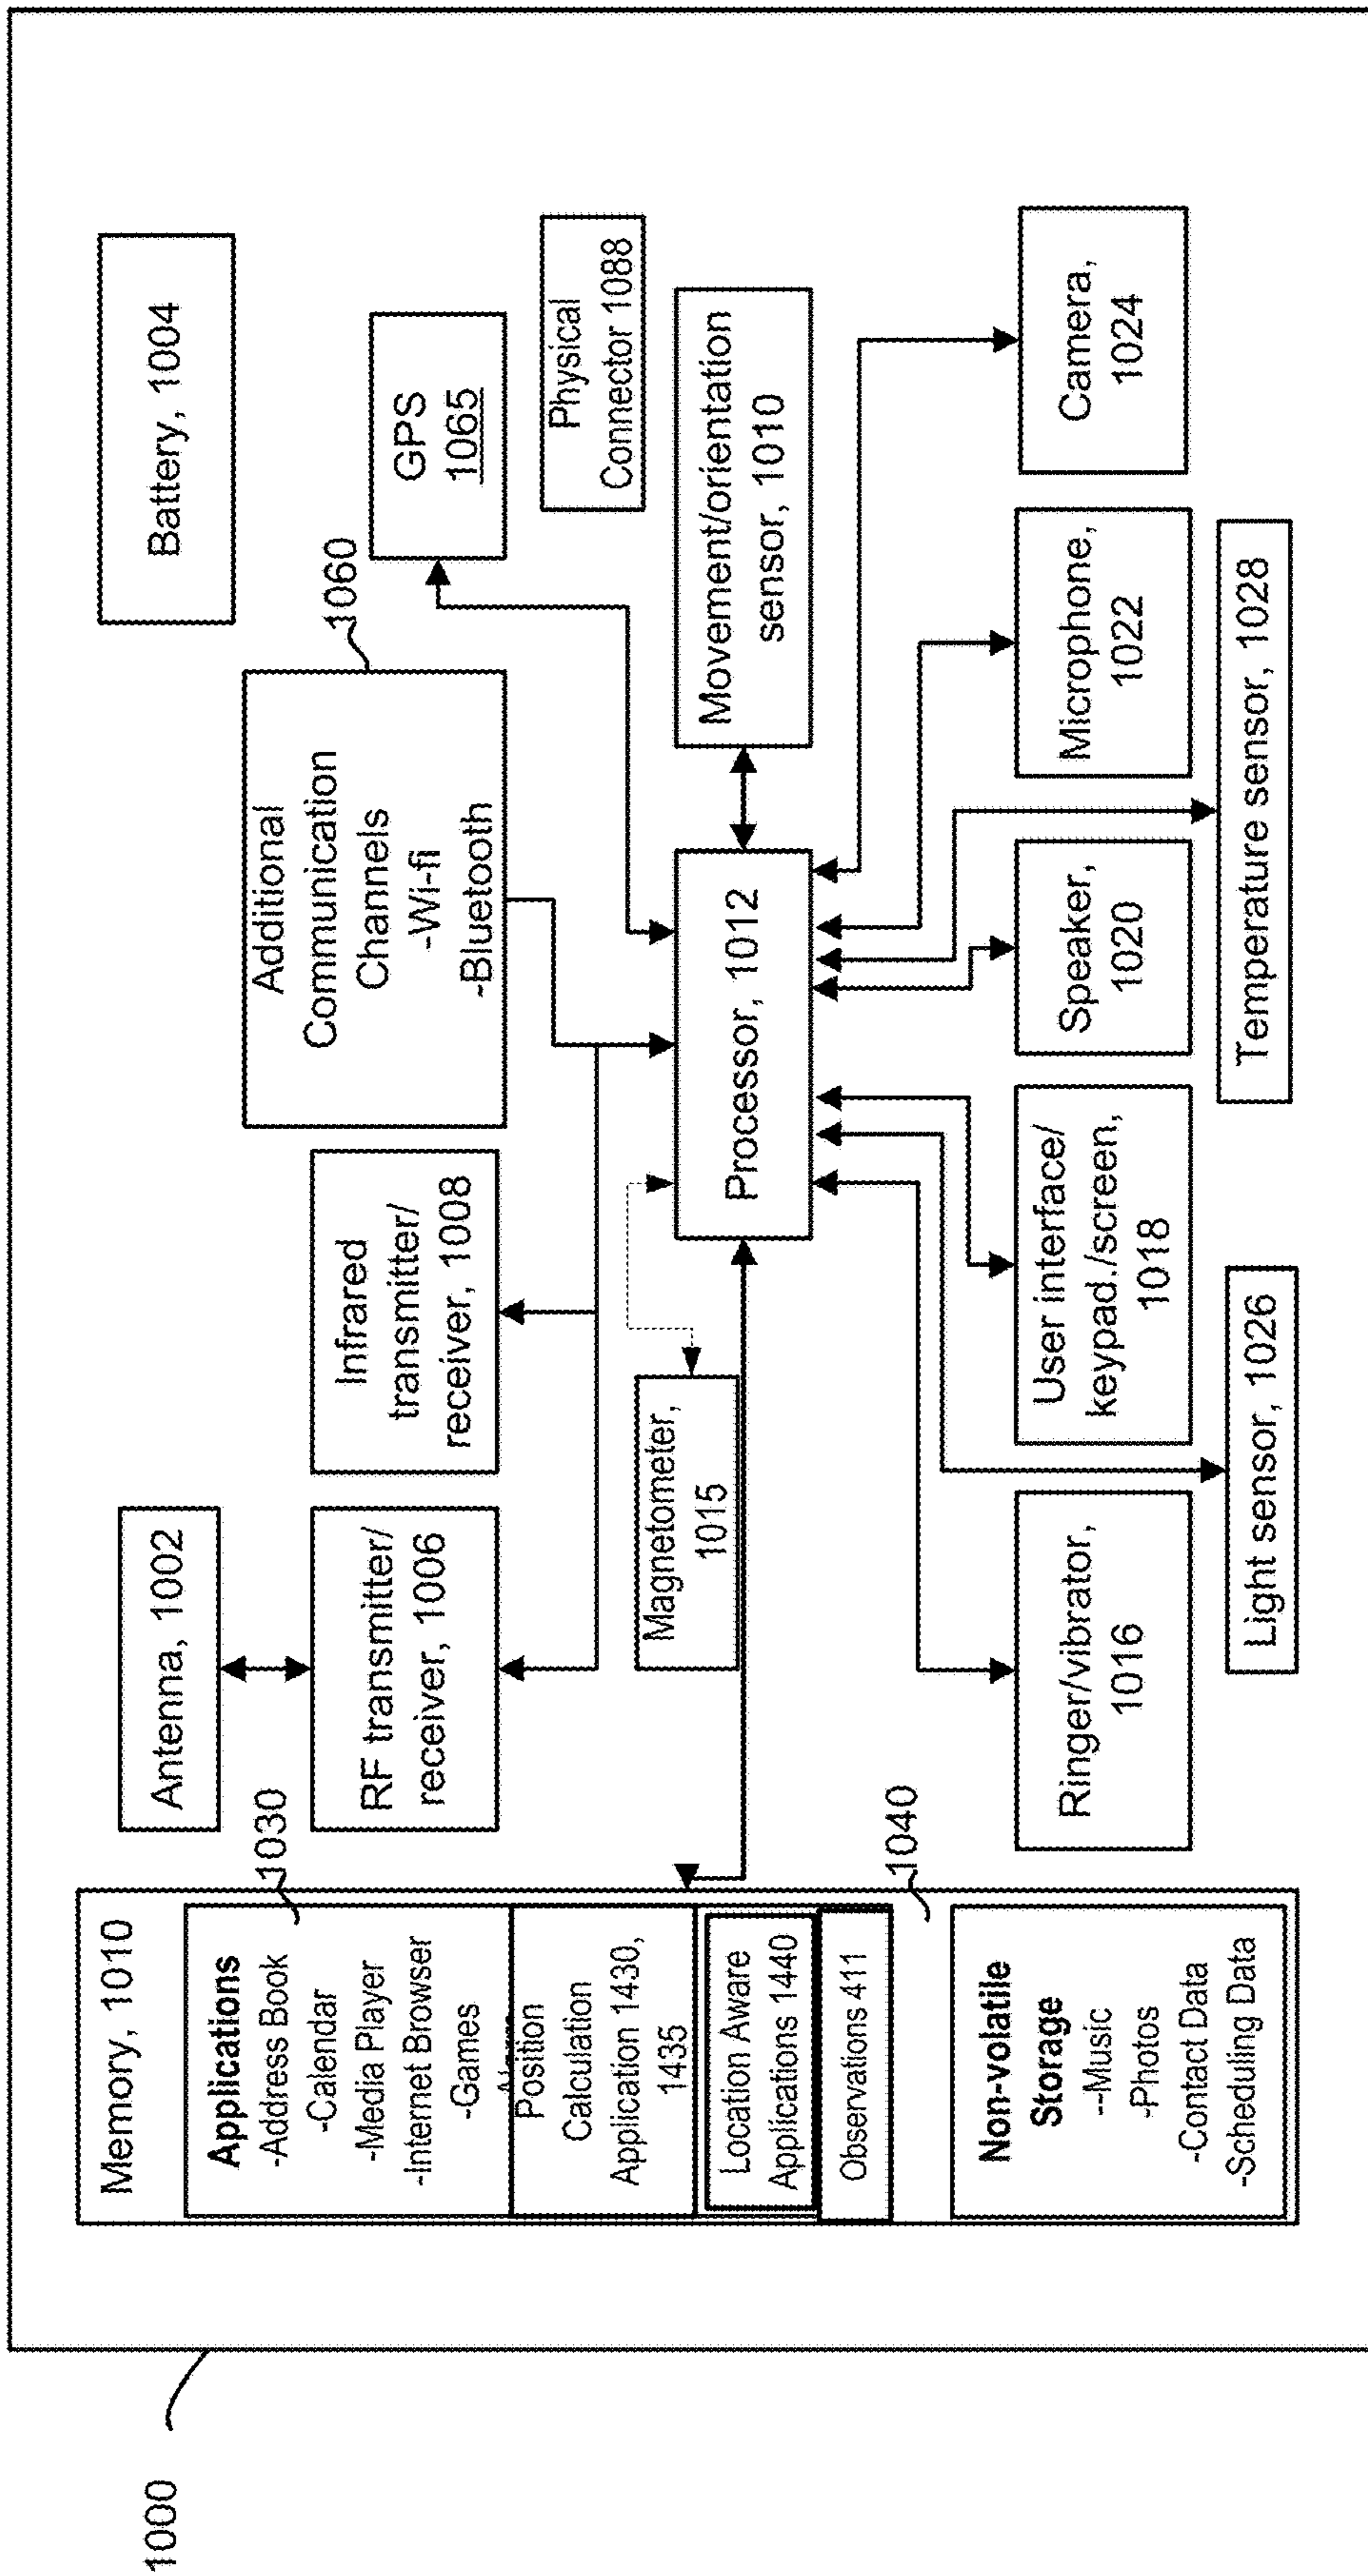 1000
Memory, 1010
1030
Applications
-Address Book
-Calendar
-Media Player
-Internet Browser
-Games
Position
Calculation
Application 1430,
1435
Location Aware
Applications 1440
Observations 411
1040
Non-volatile
Storage
--Music
-Photos
-Contact Data
-Scheduling Data
Antenna, 1002
RF transmitter/
receiver, 1006
Infrared
transmitter/
receiver, 1008
Additional
Communication
Channels
-Wi-fi
-Bluetooth
1060
Battery, 1004
GPS
1065
Physical
Connector 1088
Magnetometer,
1015
Processor, 1012
Movement/orientation
sensor, 1010
Ringer/vibrator,
1016
User interface/
keypad./screen,
1018
Speaker,
1020
Microphone,
1022
Camera,
1024
Light sensor, 1026
Temperature sensor, 1028